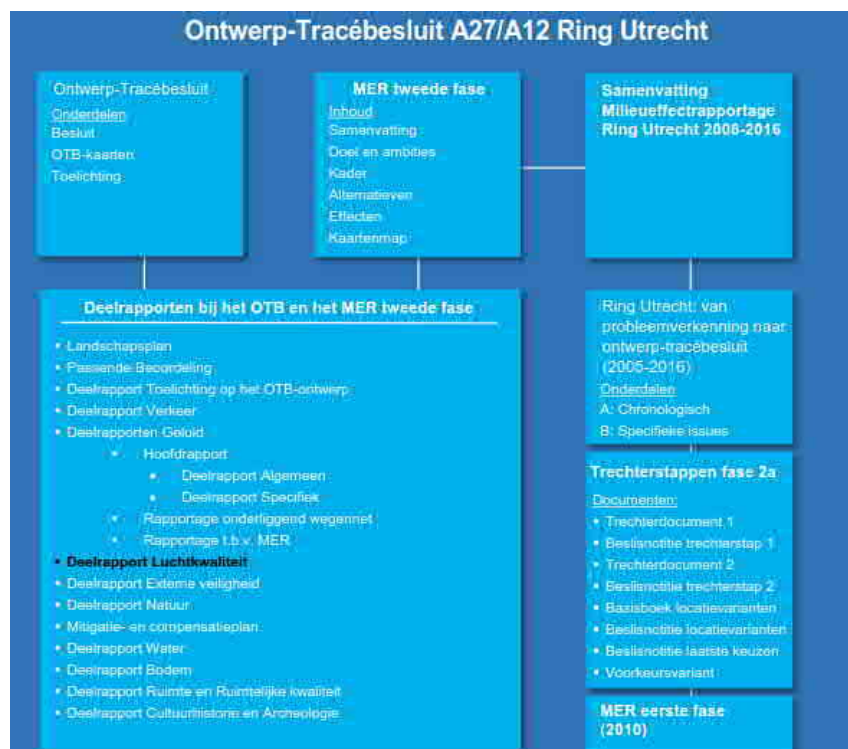 Ontwerp-Tracébesluit A27/A12 Ring Utrecht
Ontwerp-Tracébesluit
Onderdelen
Besluit
OTB-kaarten
Toelichting
MER tweede fase
Inhoud
Samenvatting
Doel en ambities
Kader
Alternatieven
Effecten
Kaartenmap
Samenvatting
Milieueffectrapportage
Ring Utrecht 2008-2016
Deelrapporten bij het OTB en het MER tweede fase
• Landschapsplan
• Passende Beoordeling
• Deelrapport Toelichting op het OTB-ontwerp
• Deelrapport Verkeer
• Deelrapporten Geluid
• Hoofdrapport
• Deelrapport Algemeen
• Deelrapport Specifiek
• Rapportage onderliggend wegennet
• Rapportage t.b.v. MER
• Deelrapport Luchtkwaliteit
• Deelrapport Externe veiligheid
• Deelrapport Natuur
• Mitigatie- en compensatieplan
• Deelrapport Water
• Deelrapport Bodem
• Deelrapport Ruimte en Ruimtelijke kwaliteit
• Deelrapport Cultuurhistorie en Archeologie
Ring Utrecht: van
probleemverkenning naar
ontwerp-tracébesluit
(2005-2016)
Onderdelen
A: Chronologisch
B: Specifieke issues
Trechterstappen fase 2a
Documenten:
• Trechterdocument 1
• Beslisnotitie trechterstap 1
• Trechterdocument 2
• Beslisnotitie trechterstap 2
• Basisboek locatievarianten
• Beslisnotitie locatievarianten
• Beslisnotitie laatste keuzen
• Voorkeursvariant
MER eerste fase
(2010)